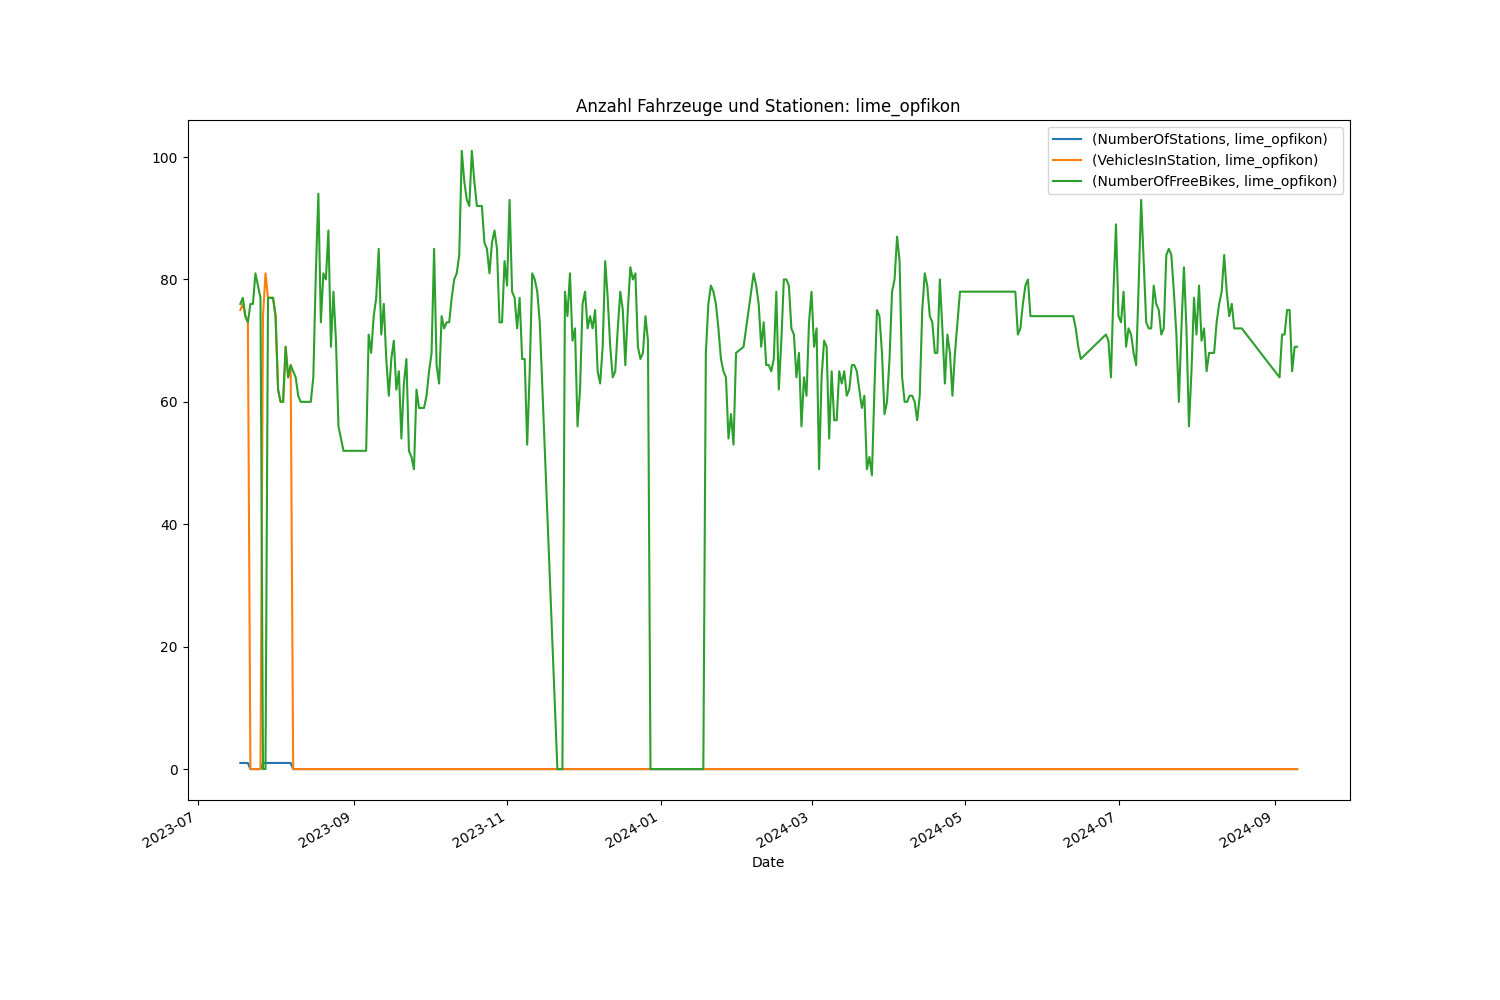 Anzahl Fahrzeuge und Stationen: lime_opfikon
(NumberOfStations, lime_opfikon)
(VehiclesInStation, lime_opfikon)
(NumberOfFreeBikes, lime_opfikon)
100
80
60
40
20
0
2023-07
2023-09
2023-11
2024-01
2024-03
2024-05
2024-07
2024-09
Date